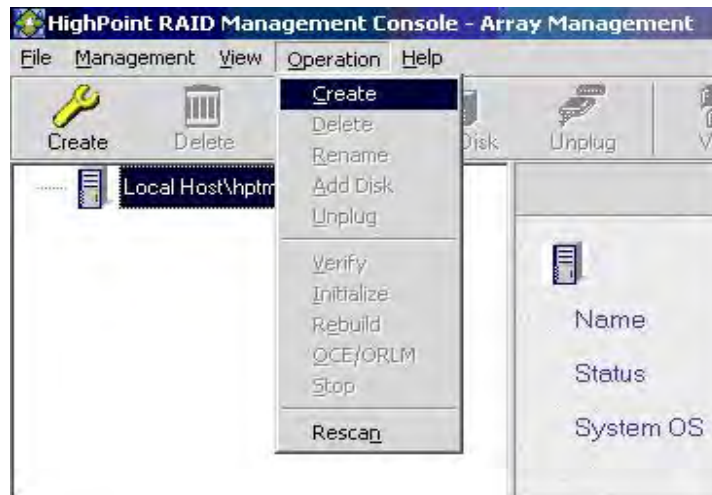 HighPoint RAID Management Console - Array Management
File Management View Operation Help
Create Delete Disk Unplug V
Local Host\hptm
Create
Delete
Rename
Add Disk
Unplug
Verify
Initialize
Rebuild
OCE/ORLM
Stop
Rescan
Name
Status
System OS